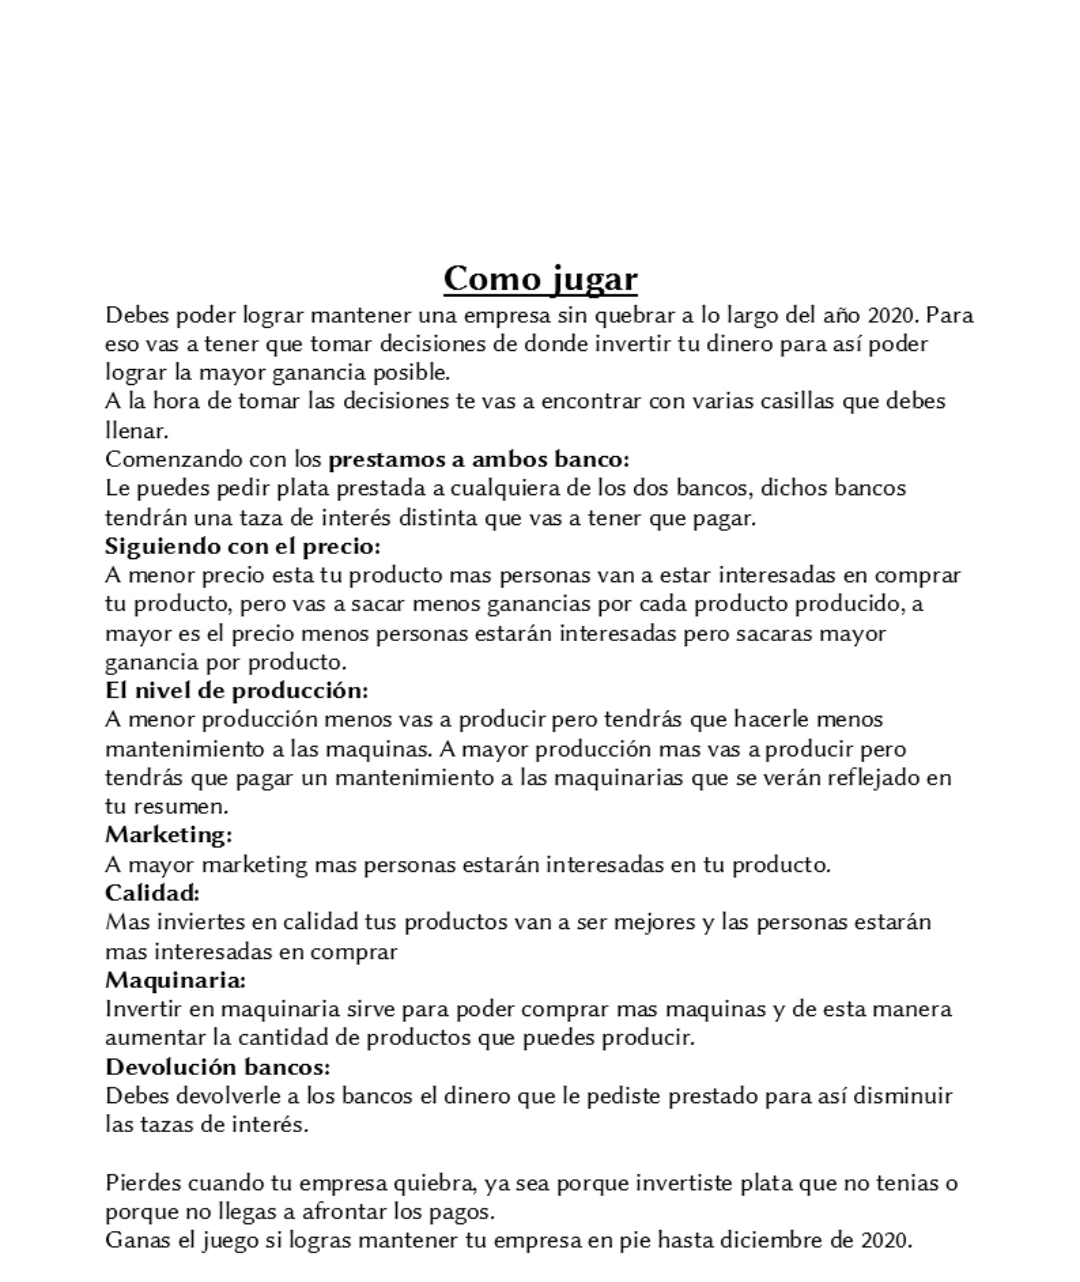 Como jugar
Debes poder lograr mantener una empresa sin quebrar a lo largo del año 2020. Para
eso vas a tener que tomar decisiones de donde invertir tu dinero para así poder
lograr la mayor ganancia posible.
A la hora de tomar las decisiones te vas a encontrar con varias casillas que debes
llenar.
Comenzando con los prestamos a ambos banco:
Le puedes pedir plata prestada a cualquiera de los dos bancos, dichos bancos
tendrán una taza de interés distinta que vas a tener que pagar.
Siguiendo con el precio:
A menor precio esta tu producto mas personas van a estar interesadas en comprar
tu producto, pero vas a sacar menos ganancias por cada producto producido, a
mayor es el precio menos personas estarán interesadas pero sacaras mayor
ganancia por producto.
El nivel de producción:
A menor producción menos vas a producir pero tendrás que hacerle menos
mantenimiento a las maquinas. A mayor producción mas vas a producir pero
tendrás que pagar un mantenimiento a las maquinarias que se verán reflejado en
tu resumen.
Marketing:
A mayor marketing mas personas estarán interesadas en tu producto.
Calidad:
Mas inviertes en calidad tus productos van a ser mejores y las personas estarán
mas interesadas en comprar
Maquinaria:
Invertir en maquinaria sirve para poder comprar mas maquinas y de esta manera
aumentar la cantidad de productos que puedes producir.
Devolución bancos:
Debes devolverle a los bancos el dinero que le pediste prestado para así disminuir
las tazas de interés.
Pierdes cuando tu empresa quiebra, ya sea porque invertiste plata que no tenias o
porque no llegas a afrontar los pagos.
Ganas el juego si logras mantener tu empresa en pie hasta diciembre de 2020.